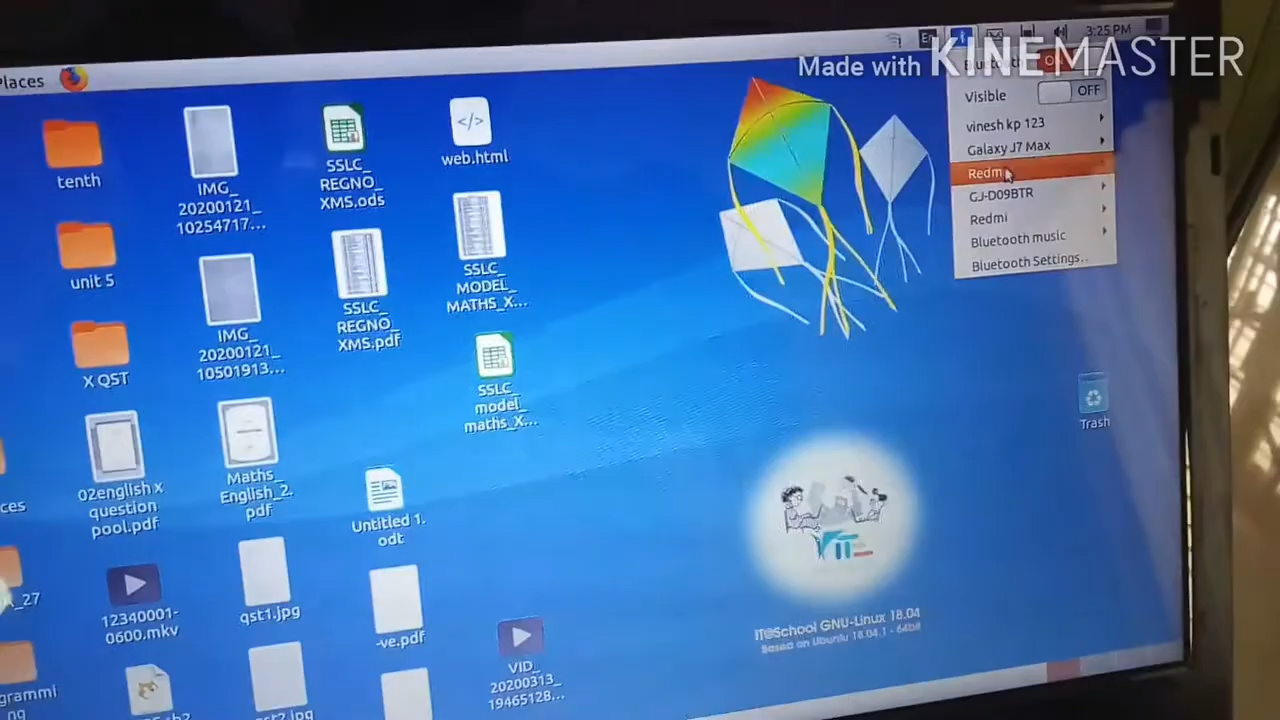 Places
3:25 PM
Made with KINEMASTER
Bluetooth
Visible OFF
vinesh kp 123
Galaxy J7 Max
Redmi
GJ-D09BTR
Redmi
Bluetooth music
Bluetooth Settings..
tenth
unit 5
X QST
02english x
question
pool.pdf
12340001-
0600.mkv
IMG_
20200121_
10254717...
IMG_
20200121_
10501913...
Maths_
English_2.
pdf
qst1.jpg
qst2.jpg
SSLC_
REGNO_
XMS.ods
SSLC_
REGNO_
XMS.pdf
Untitled 1.
odt
-ve.pdf
</>
web.html
SSLC_
MODEL_
MATHS_X...
SSLC_
model_
maths_X...
VID_
20200313_
19465128...
Trash
IT@School GNU-Linux 18.04
Based on Ubuntu 18.04.1 - 64bit